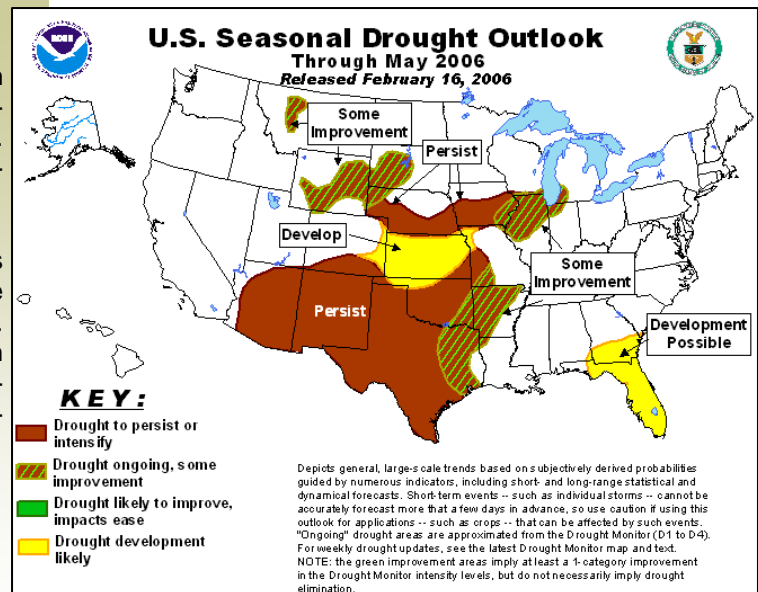 U.S. Seasonal Drought Outlook
Through May 2006
Released February 16, 2006
Some
Improvement
Persist
Develop
Some
Improvement
Persist
Development
Possible
KEY:
Drought to persist or
intensify
Drought ongoing, some
improvement
Drought likely to improve,
impacts ease
Drought development
likely
Depicts general, large-scale trends based on subjectively derived probabilities
guided by numerous indicators, including short- and long-range statistical and
dynamical forecasts. Short-term events -- such as individual storms -- cannot be
accurately forecast more that a few days in advance, so use caution if using this
outlook for applications -- such as crops -- that can be affected by such events.
"Ongoing" drought areas are approximated from the Drought Monitor (D1 to D4).
For weekly drought updates, see the latest Drought Monitor map and text.
NOTE: the green improvement areas imply at least a 1-category improvement
in the Drought Monitor intensity levels, but do not necessarily imply drought
elimination.